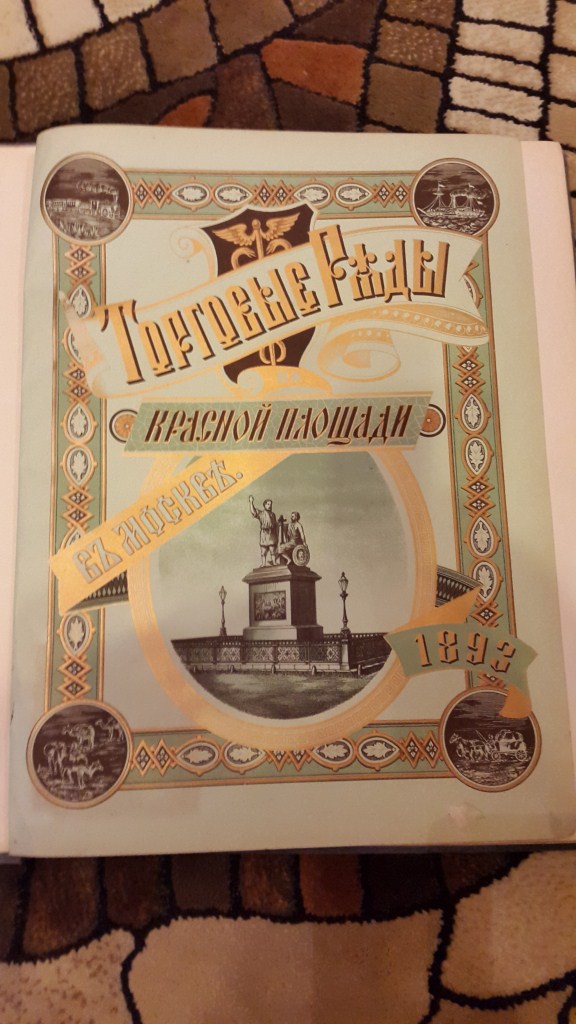 Торговые Ряды
Красной площади
въ Москвѣ.
1893